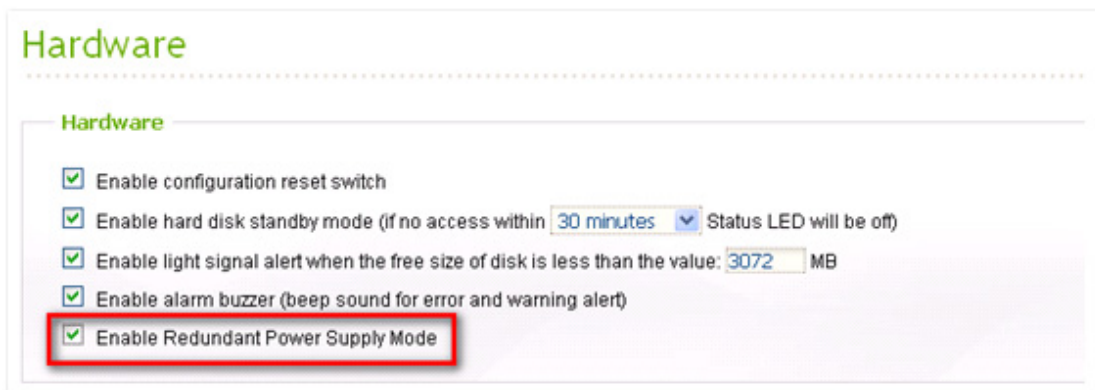 Hardware
Hardware
Enable configuration reset switch
Enable hard disk standby mode (if no access within 30 minutes Status LED will be off)
Enable light signal alert when the free size of disk is less than the value: 3072 MB
Enable alarm buzzer (beep sound for error and warning alert)
Enable Redundant Power Supply Mode